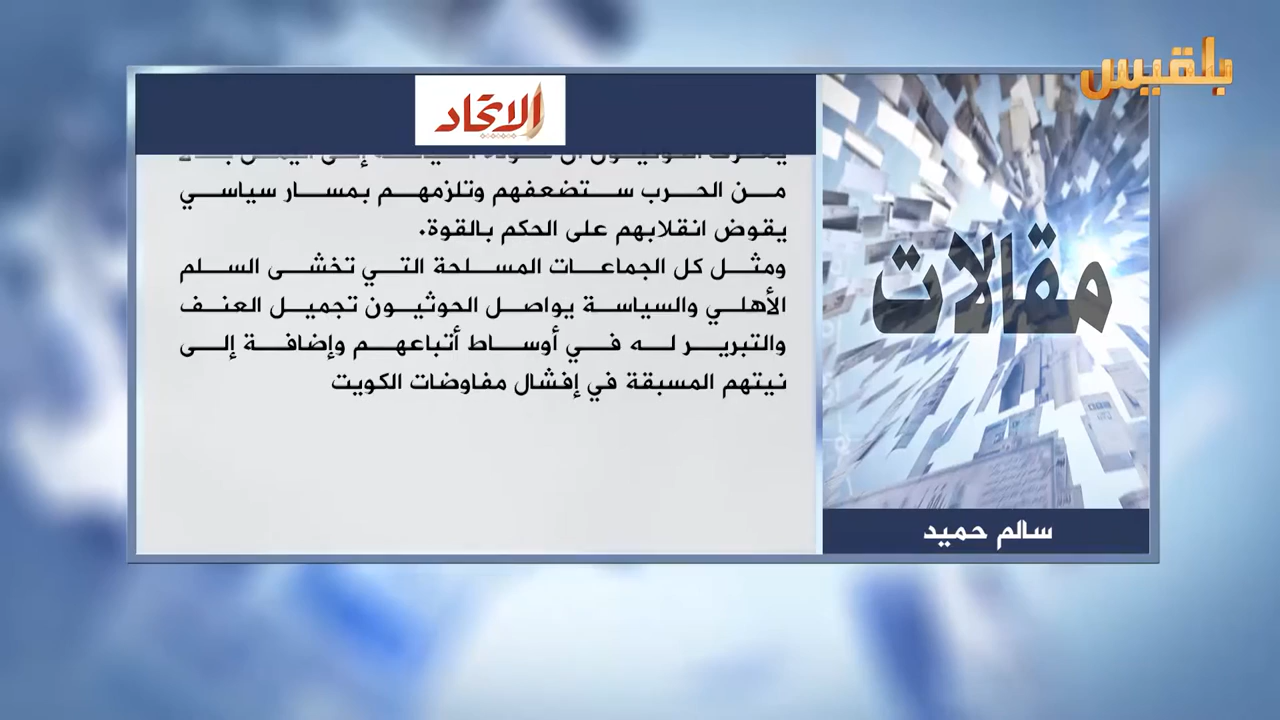 بلقيس
الاتحاد
من الحرب ستضعفهم وتلزمهم بمسار سياسي
يقوض انقلابهم على الحكم بالقوة.
ومثل كل الجماعات المسلحة التي تخشى السلم
الأهلي والسياسة يواصل الحوثيون تجميل العنف
والتبرير له في أوساط أتباعهم وإضافة إلى
نيتهم المسبقة في إفشال مفاوضات الكويت
مقالات
سالم حميد